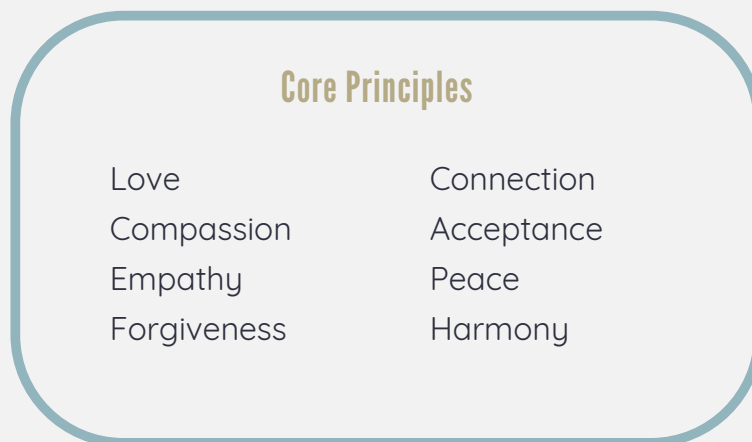 Core Principles
Love
Compassion
Empathy
Forgiveness
Connection
Acceptance
Peace
Harmony